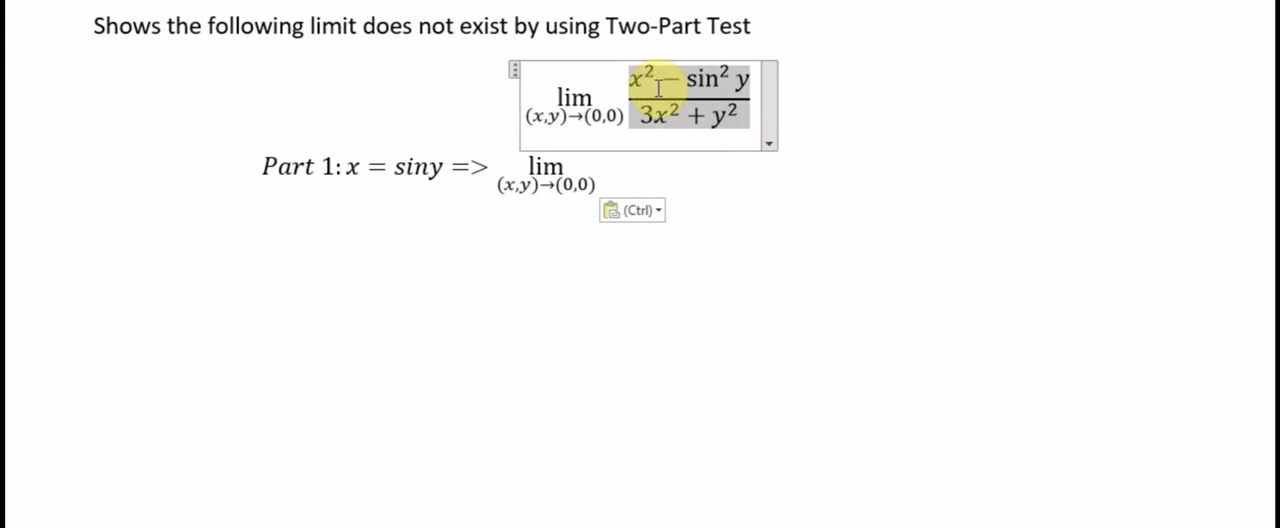 Shows the following limit does not exist by using Two-Part Test
lim (x,y)→(0,0) x² − sin² y / 3x² + y²
Part 1: x = siny => lim (x,y)→(0,0)
(Ctrl)